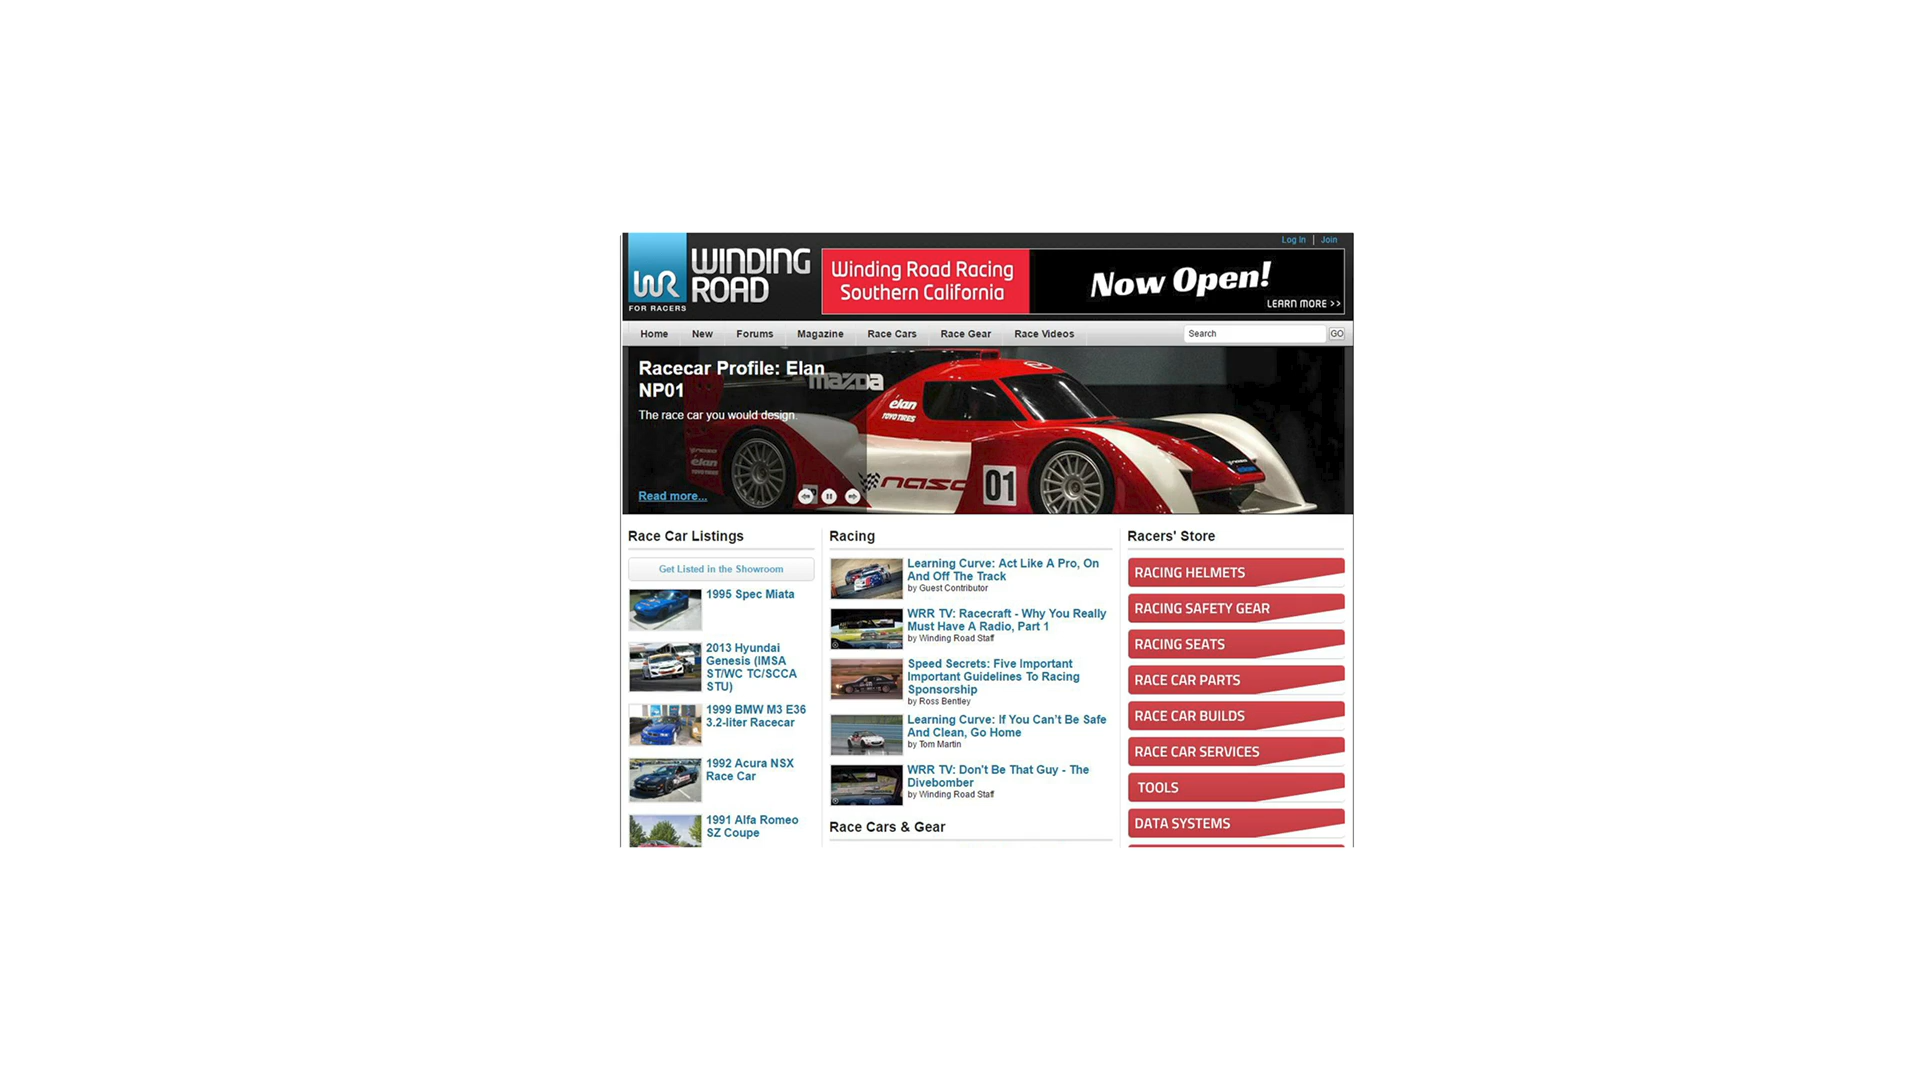 Log In | Join
WR
FOR RACERS
WINDING
ROAD
Winding Road Racing
Southern California
Now Open!
LEARN MORE >>
Home New Forums Magazine Race Cars Race Gear Race Videos
Search GO
Racecar Profile: Elan
NP01
The race car you would design.
Read more...
mazda
élan
TOYO TIRES
élan
nasa
01
Race Car Listings
Get Listed in the Showroom
1995 Spec Miata
2013 Hyundai
Genesis (IMSA
ST/WC TC/SCCA
STU)
1999 BMW M3 E36
3.2-liter Racecar
1992 Acura NSX
Race Car
1991 Alfa Romeo
SZ Coupe
Racing
Learning Curve: Act Like A Pro, On
And Off The Track
by Guest Contributor
WRR TV: Racecraft - Why You Really
Must Have A Radio, Part 1
by Winding Road Staff
Speed Secrets: Five Important
Important Guidelines To Racing
Sponsorship
by Ross Bentley
Learning Curve: If You Can't Be Safe
And Clean, Go Home
by Tom Martin
WRR TV: Don't Be That Guy - The
Divebomber
by Winding Road Staff
Race Cars & Gear
Racers' Store
RACING HELMETS
RACING SAFETY GEAR
RACING SEATS
RACE CAR PARTS
RACE CAR BUILDS
RACE CAR SERVICES
TOOLS
DATA SYSTEMS